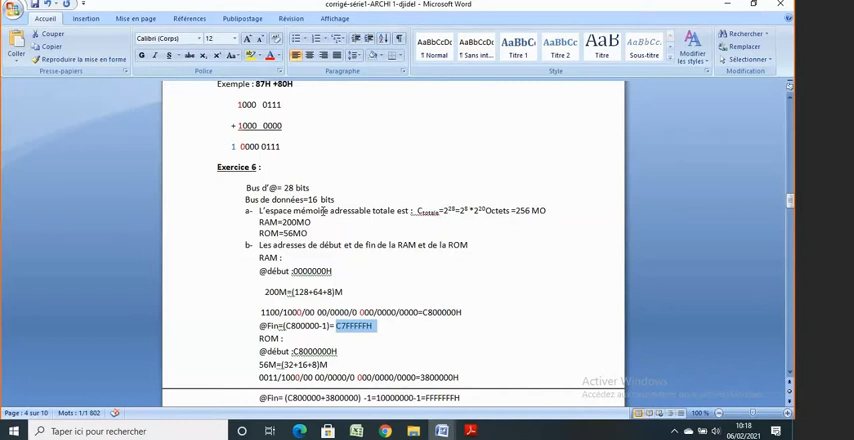 corrigé-série1-ARCHI 1-djidel - Microsoft Word
Accueil Insertion Mise en page Références Publipostage Révision Affichage
Coller
Couper
Copier
Reproduire la mise en forme
Presse-papiers
Calibri (Corps) 12
Police
Paragraphe
AaBbCcDc AaBbCcDc AaBbC AaBbCc AaB AaBbCcL
¶ Normal ¶ Sans int... Titre 1 Titre 2 Titre Sous-titre
Modifier les styles
Style
Rechercher
Remplacer
Sélectionner
Modification
Exemple : 87H +80H
1000 0111
+ 1000 0000
1 0000 0111
Exercice 6 :
Bus d'@= 28 bits
Bus de données=16 bits
a- L'espace mémoire adressable totale est : Ctotale=2²⁸=2⁸ *2²⁰Octets =256 MO
RAM=200MO
ROM=56MO
b- Les adresses de début et de fin de la RAM et de la ROM
RAM :
@début :0000000H
200M=(128+64+8)M
1100/1000/00 00/0000/0 000/0000/0000=C800000H
@Fin=(C800000-1)= C7FFFFFH
ROM :
@début :C8000000H
56M=(32+16+8)M
0011/1000/00 00/0000/0 000/0000/0000=3800000H
@Fin= (C800000+3800000) -1=10000000-1=FFFFFFFH
Activer Windows
Accédez aux
Page : 4 sur 10 Mots : 1/1 802
100 %
Taper ici pour rechercher
10:18
06/02/2021